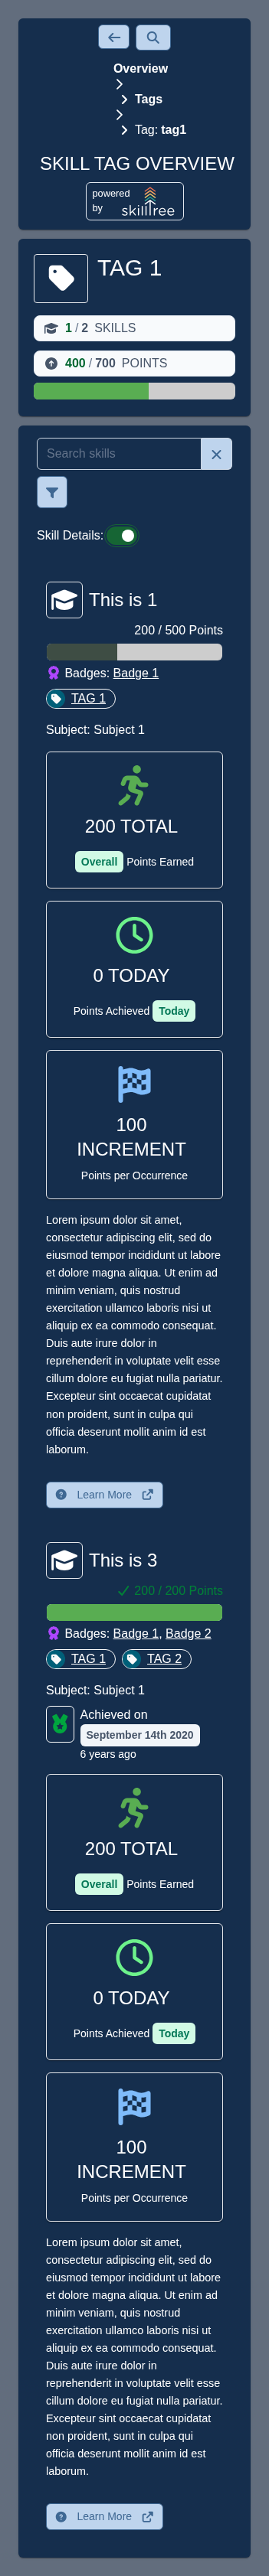 Overview
Tags
Tag: tag1
SKILL TAG OVERVIEW
powered
by
skilltree
TAG 1
1 / 2 SKILLS
400 / 700 POINTS
Search skills
Skill Details:
This is 1
200 / 500 Points
Badges: Badge 1
TAG 1
Subject: Subject 1
200 TOTAL
Overall Points Earned
0 TODAY
Points Achieved Today
100
INCREMENT
Points per Occurrence
Lorem ipsum dolor sit amet,
consectetur adipiscing elit, sed do
eiusmod tempor incididunt ut labore
et dolore magna aliqua. Ut enim ad
minim veniam, quis nostrud
exercitation ullamco laboris nisi ut
aliquip ex ea commodo consequat.
Duis aute irure dolor in
reprehenderit in voluptate velit esse
cillum dolore eu fugiat nulla pariatur.
Excepteur sint occaecat cupidatat
non proident, sunt in culpa qui
officia deserunt mollit anim id est
laborum.
Learn More
This is 3
200 / 200 Points
Badges: Badge 1, Badge 2
TAG 1 TAG 2
Subject: Subject 1
Achieved on
September 14th 2020
6 years ago
200 TOTAL
Overall Points Earned
0 TODAY
Points Achieved Today
100
INCREMENT
Points per Occurrence
Lorem ipsum dolor sit amet,
consectetur adipiscing elit, sed do
eiusmod tempor incididunt ut labore
et dolore magna aliqua. Ut enim ad
minim veniam, quis nostrud
exercitation ullamco laboris nisi ut
aliquip ex ea commodo consequat.
Duis aute irure dolor in
reprehenderit in voluptate velit esse
cillum dolore eu fugiat nulla pariatur.
Excepteur sint occaecat cupidatat
non proident, sunt in culpa qui
officia deserunt mollit anim id est
laborum.
Learn More